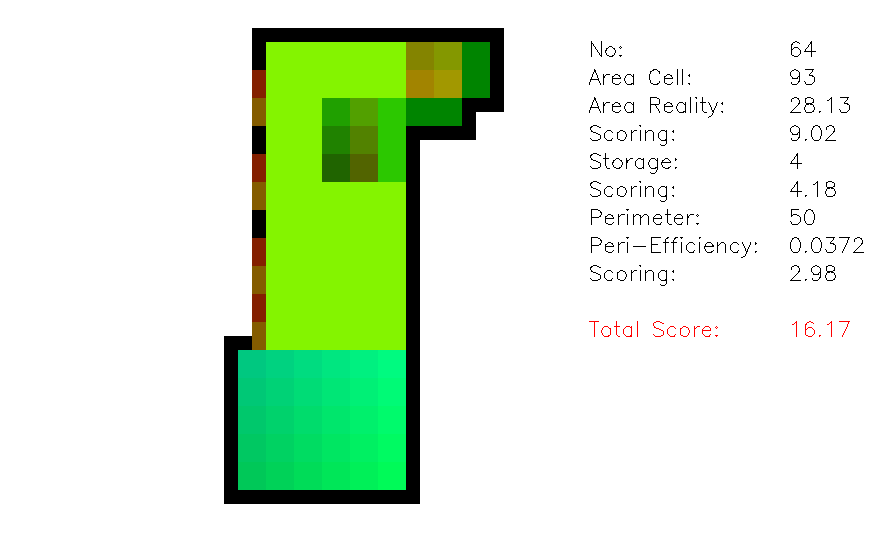 No: 64
Area Cell: 93
Area Reality: 28.13
Scoring: 9.02
Storage: 4
Scoring: 4.18
Perimeter: 50
Peri-Efficiency: 0.0372
Scoring: 2.98
Total Score: 16.17